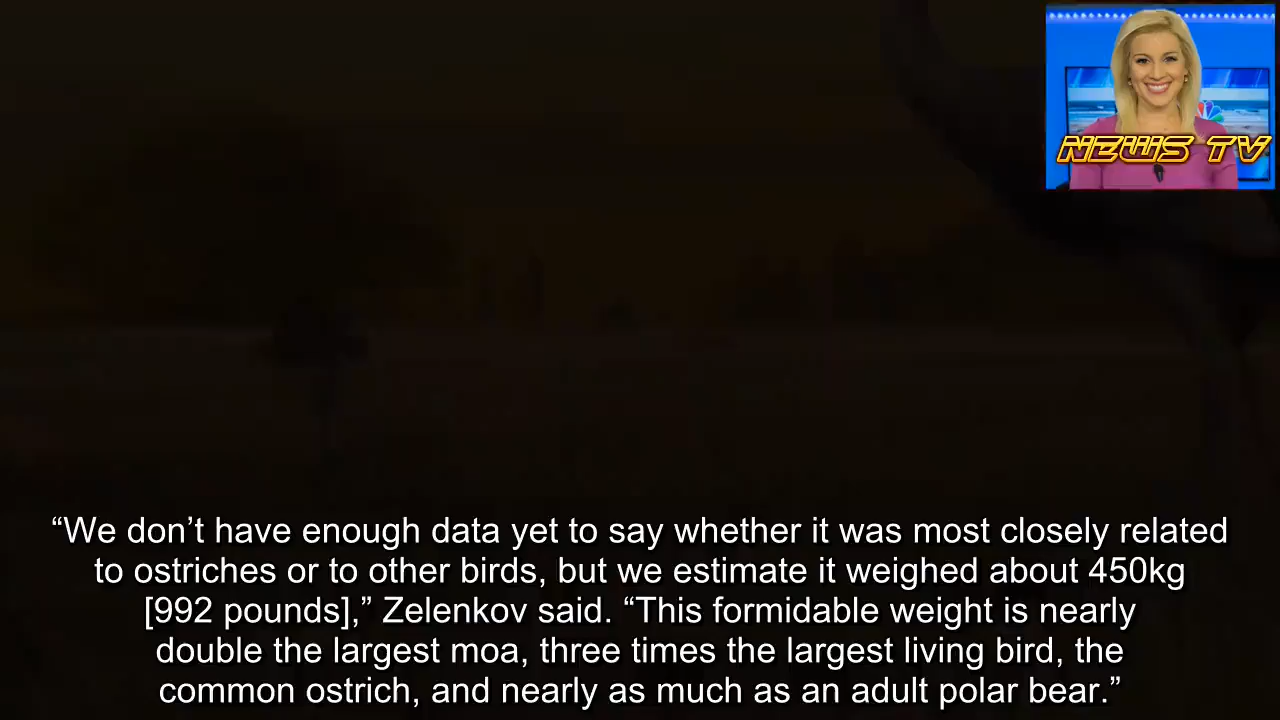 NEWS TV
“We don’t have enough data yet to say whether it was most closely related
to ostriches or to other birds, but we estimate it weighed about 450kg
[992 pounds],” Zelenkov said. “This formidable weight is nearly
double the largest moa, three times the largest living bird, the
common ostrich, and nearly as much as an adult polar bear.”